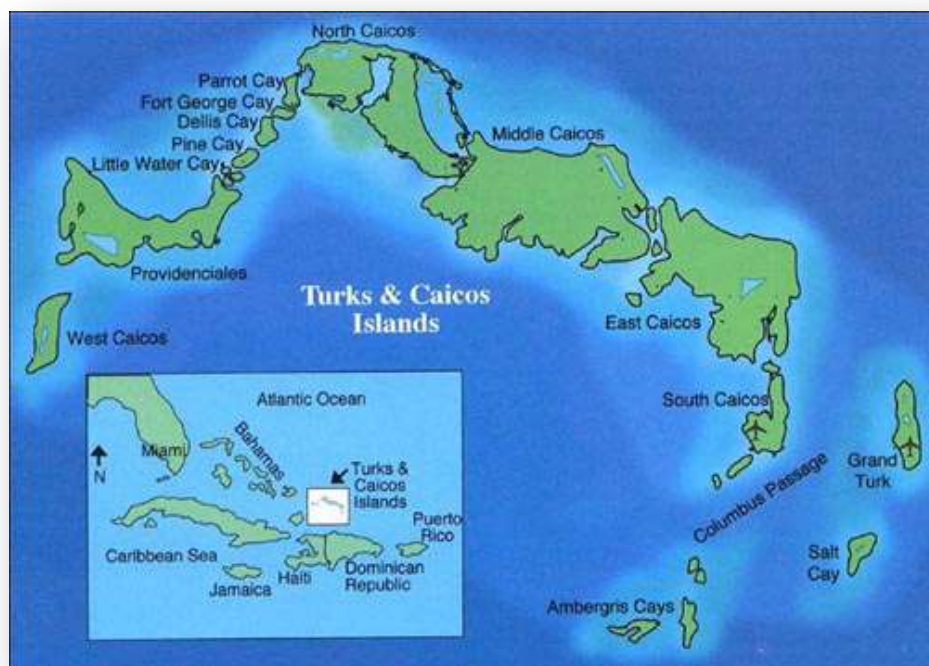 North Caicos
Parrot Cay
Fort George Cay
Dellis Cay
Pine Cay
Little Water Cay
Middle Caicos
Providenciales
Turks & Caicos
Islands
West Caicos
East Caicos
South Caicos
Grand
Turk
Columbus Passage
Salt
Cay
Ambergris Cays
Atlantic Ocean
Miami
N
Bahamas
Turks &
Caicos
Islands
Puerto
Rico
Caribbean Sea
Jamaica
Haiti
Dominican
Republic